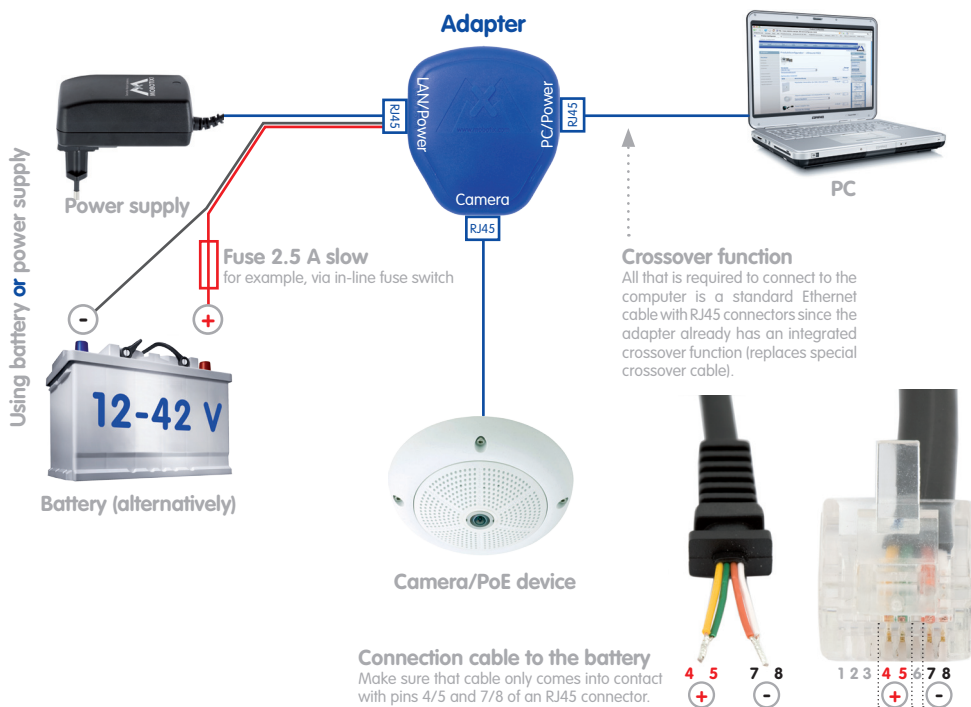 Adapter
LAN/Power
RJ45
PC/Power
RJ45
Camera
RJ45
Using battery or power supply
Power supply
PC
Fuse 2.5 A slow
for example, via in-line fuse switch
-
+
12-42 V
Battery (alternatively)
Crossover function
All that is required to connect to the
computer is a standard Ethernet
cable with RJ45 connectors since the
adapter already has an integrated
crossover function (replaces special
crossover cable).
Camera/PoE device
Connection cable to the battery
Make sure that cable only comes into contact
with pins 4/5 and 7/8 of an RJ45 connector.
4 5 7 8
+ -
1 2 3 4 5 6 7 8
+ -